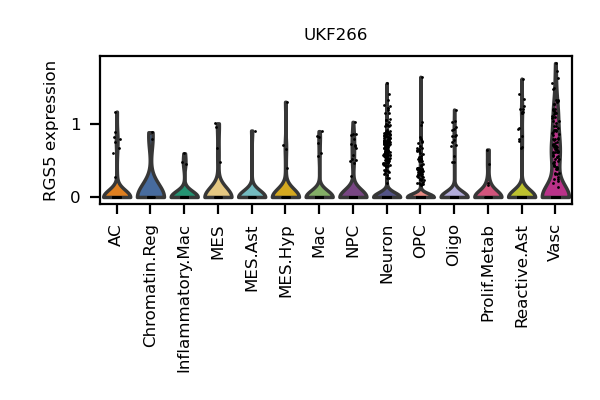 UKF266
RGS5 expression
1
0
AC
Chromatin.Reg
Inflammatory.Mac
MES
MES.Ast
MES.Hyp
Mac
NPC
Neuron
OPC
Oligo
Prolif.Metab
Reactive.Ast
Vasc